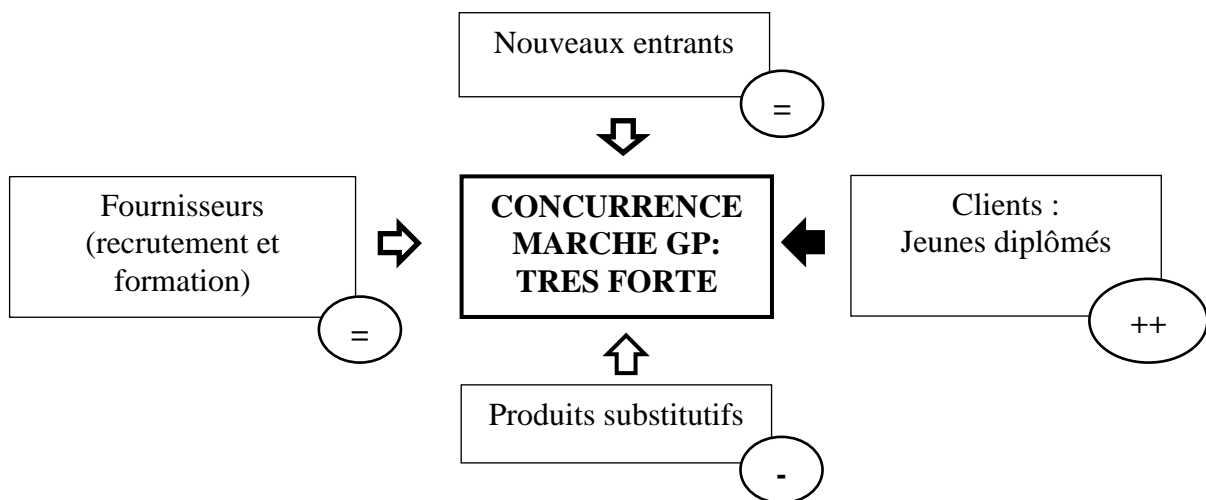 Nouveaux entrants
=
Fournisseurs
(recrutement et
formation)
=
CONCURRENCE
MARCHE GP:
TRES FORTE
Clients :
Jeunes diplômés
++
Produits substitutifs
-